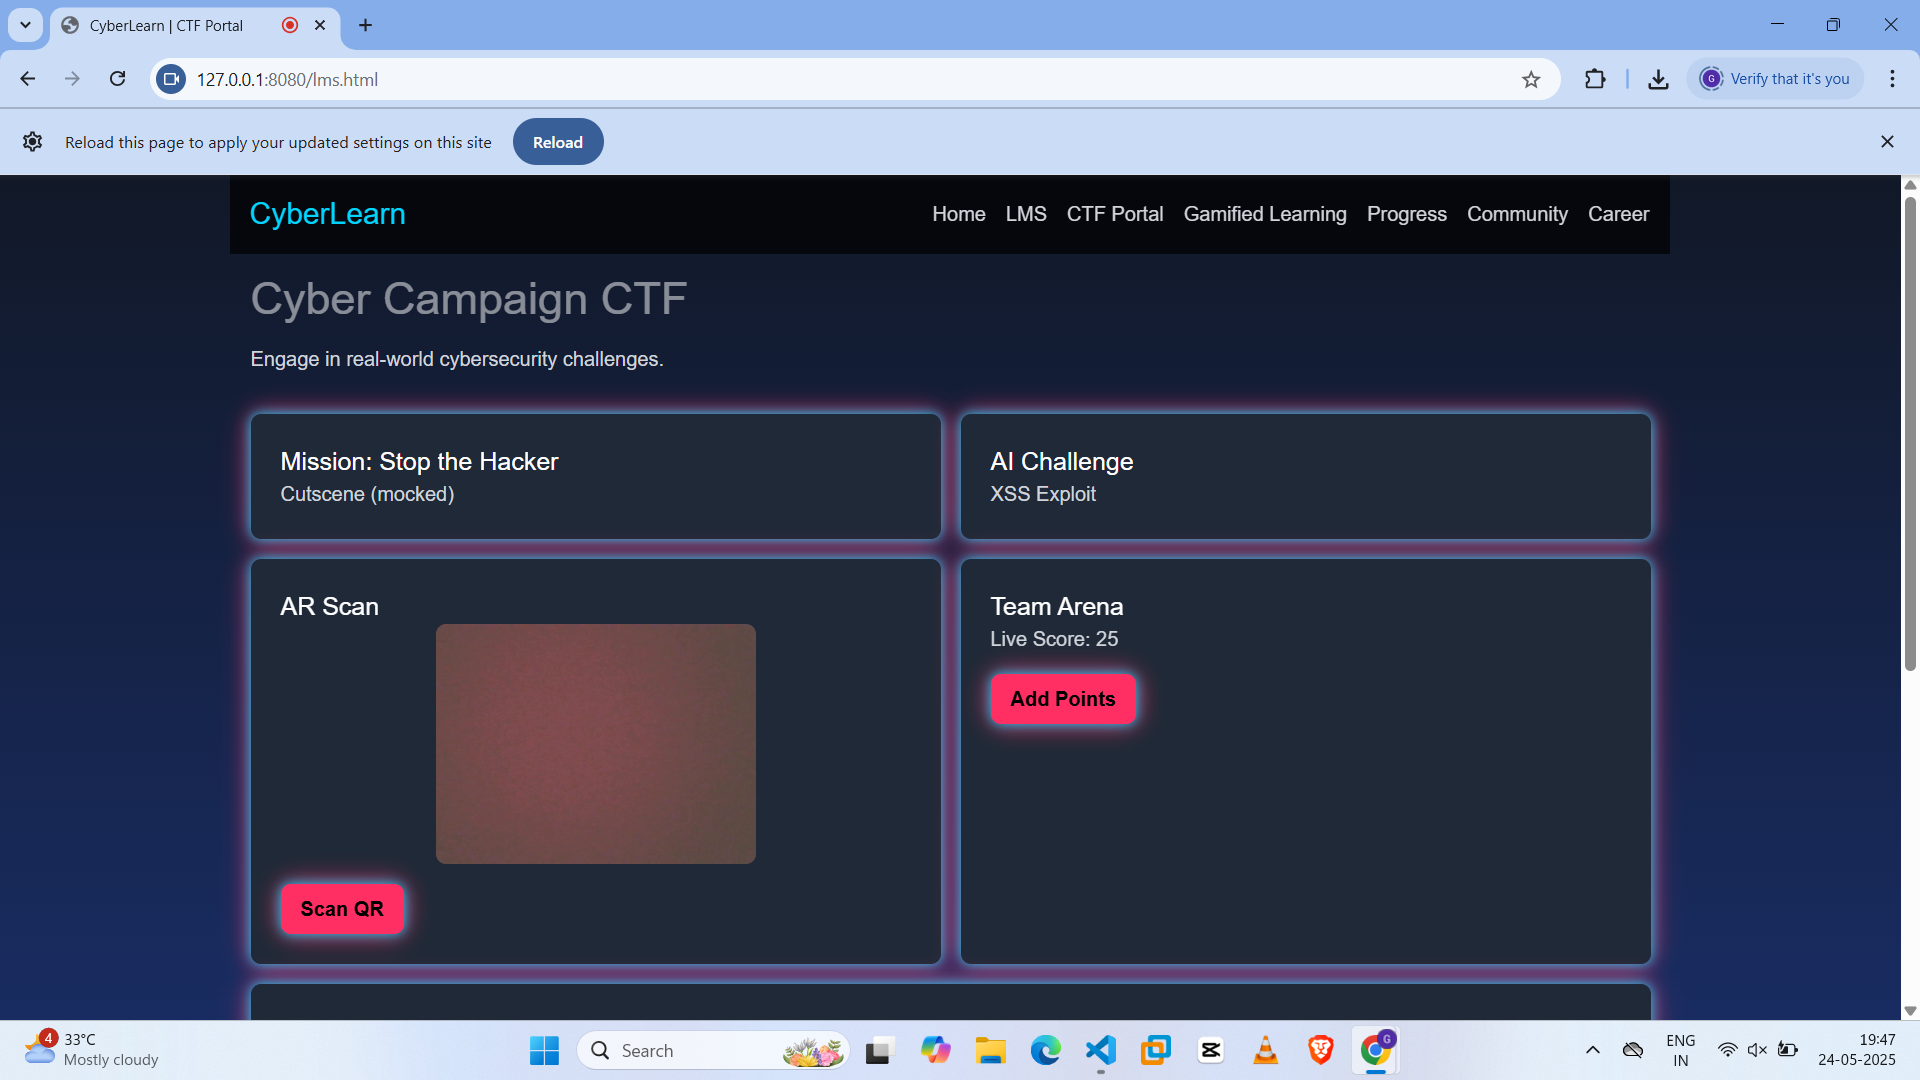 CyberLearn | CTF Portal
127.0.0.1:8080/lms.html
G Verify that it's you
Reload this page to apply your updated settings on this site Reload
CyberLearn
Home LMS CTF Portal Gamified Learning Progress Community Career
Cyber Campaign CTF
Engage in real-world cybersecurity challenges.
Mission: Stop the Hacker
Cutscene (mocked)
AI Challenge
XSS Exploit
AR Scan
Scan QR
Team Arena
Live Score: 25
Add Points
4
33°C
Mostly cloudy
Search
G
ENG
IN
19:47
24-05-2025